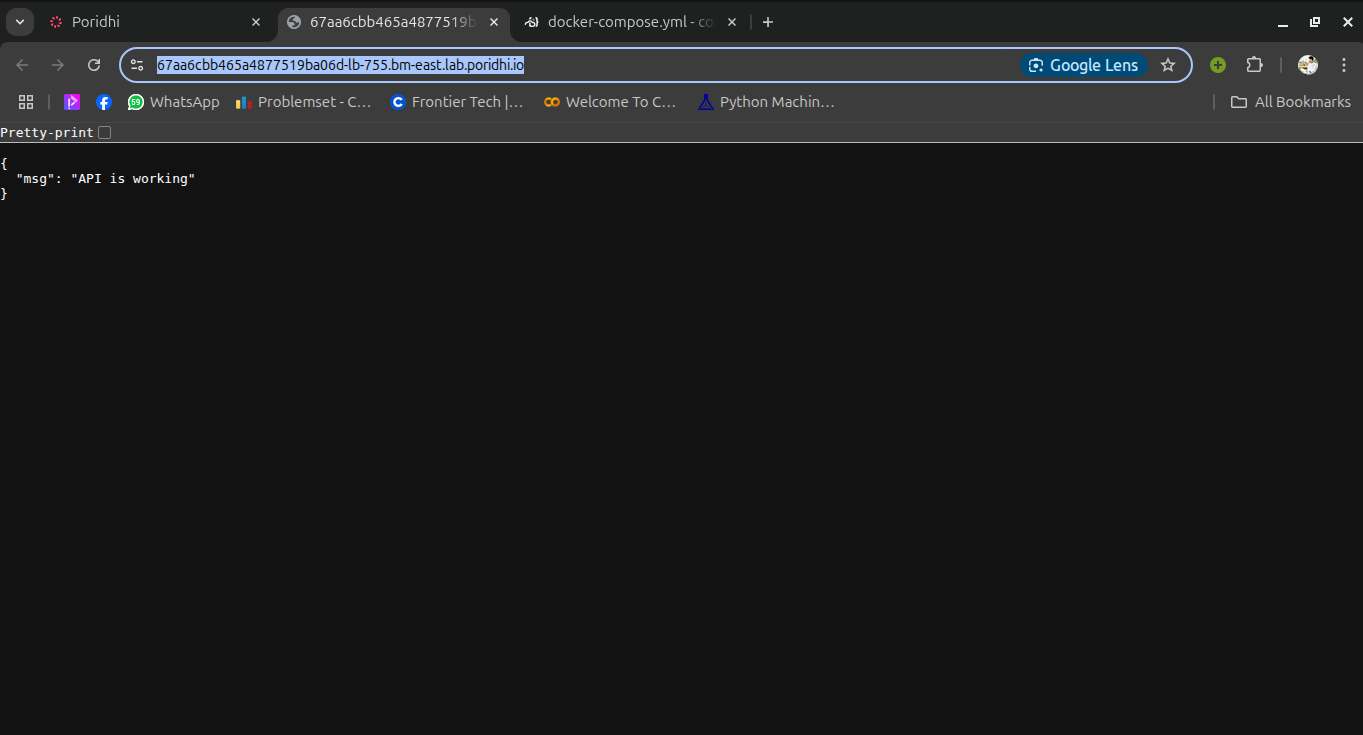 Poridhi
67aa6cbb465a4877519b
docker-compose.yml - co
67aa6cbb465a4877519ba06d-lb-755.bm-east.lab.poridhi.io
Google Lens
59
WhatsApp
Problemset - C...
Frontier Tech |...
Welcome To C...
Python Machin...
All Bookmarks
Pretty-print
{
"msg": "API is working"
}